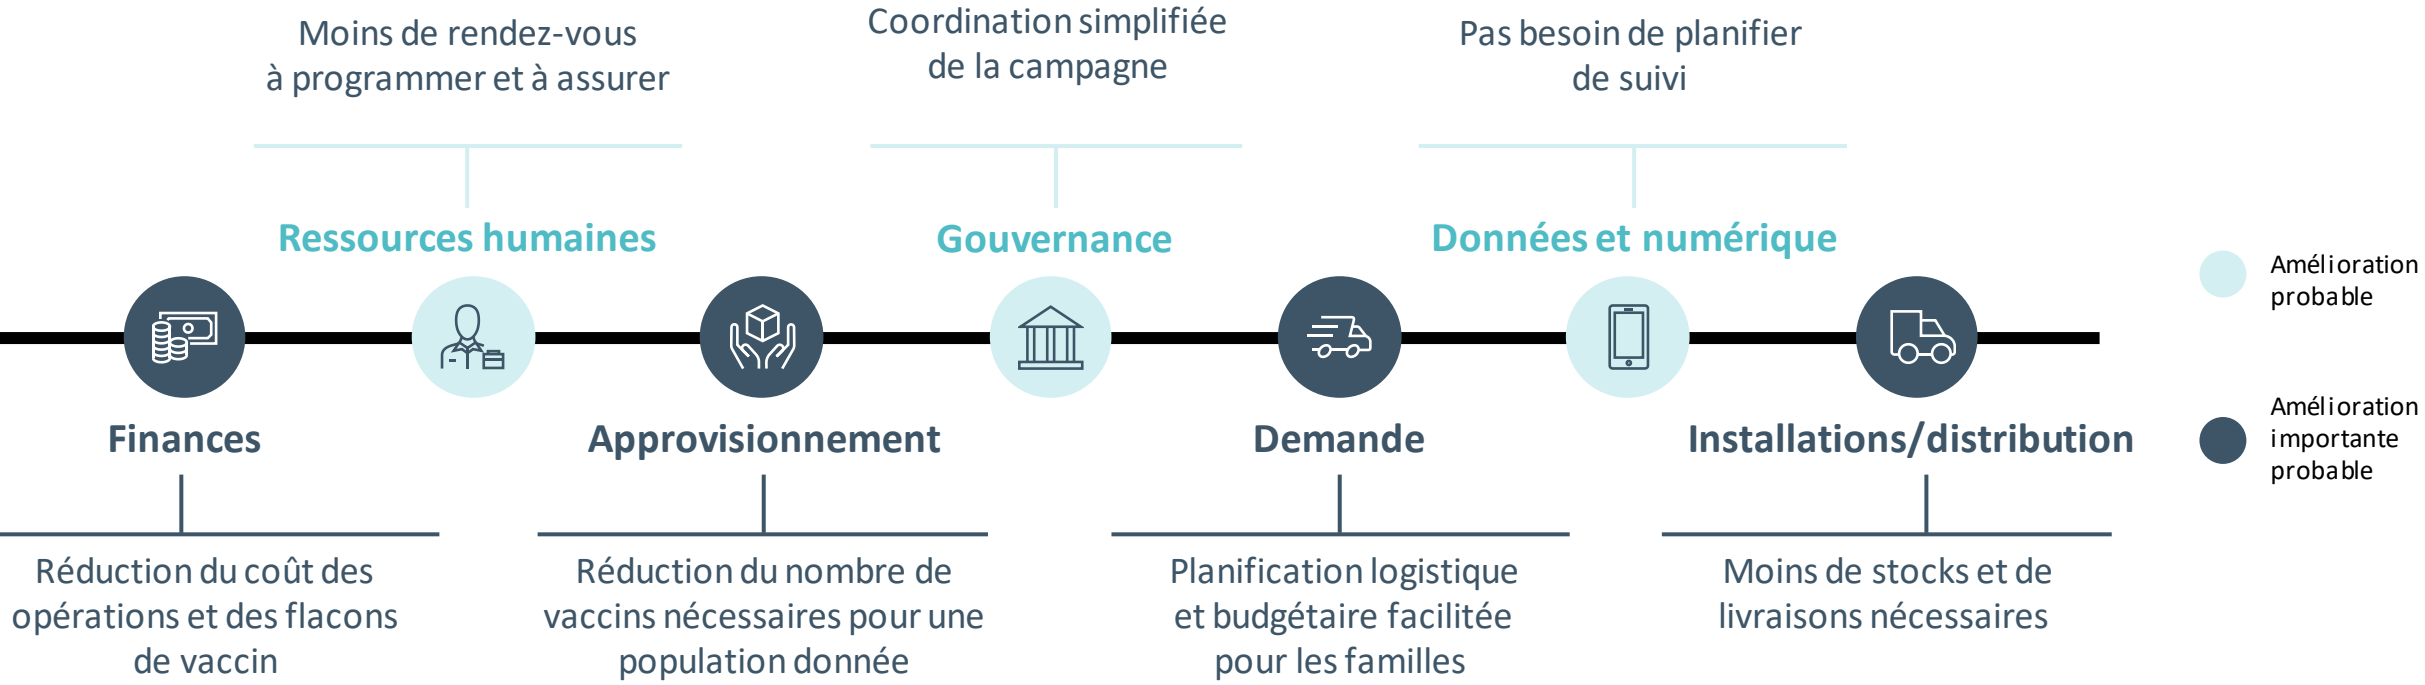 Moins de rendez-vous
à programmer et à assurer
Coordination simplifiée
de la campagne
Pas besoin de planifier
de suivi
Ressources humaines
Gouvernance
Données et numérique
Amélioration
probable
Amélioration
importante
probable
Finances
Approvisionnement
Demande
Installations/distribution
Réduction du coût des
opérations et des flacons
de vaccin
Réduction du nombre de
vaccins nécessaires pour une
population donnée
Planification logistique
et budgétaire facilitée
pour les familles
Moins de stocks et de
livraisons nécessaires